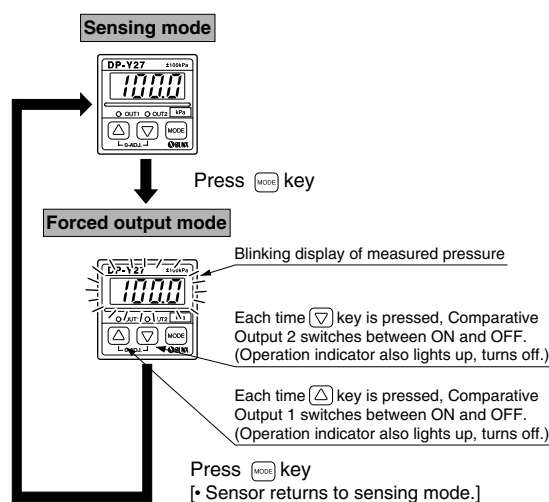 Sensing mode
DP-Y27 ±100kPa
100.0
OUT1 OUT2 kPa
MODE
0-ADJ. SUNX
Press MODE key
Forced output mode
DP-Y27 ±100kPa
Blinking display of measured pressure
100.0
Each time key is pressed, Comparative
Output 2 switches between ON and OFF.
(Operation indicator also lights up, turns off.)
MODE
0-ADJ. SUNX
Each time key is pressed, Comparative
Output 1 switches between ON and OFF.
(Operation indicator also lights up, turns off.)
Press MODE key
[• Sensor returns to sensing mode.]